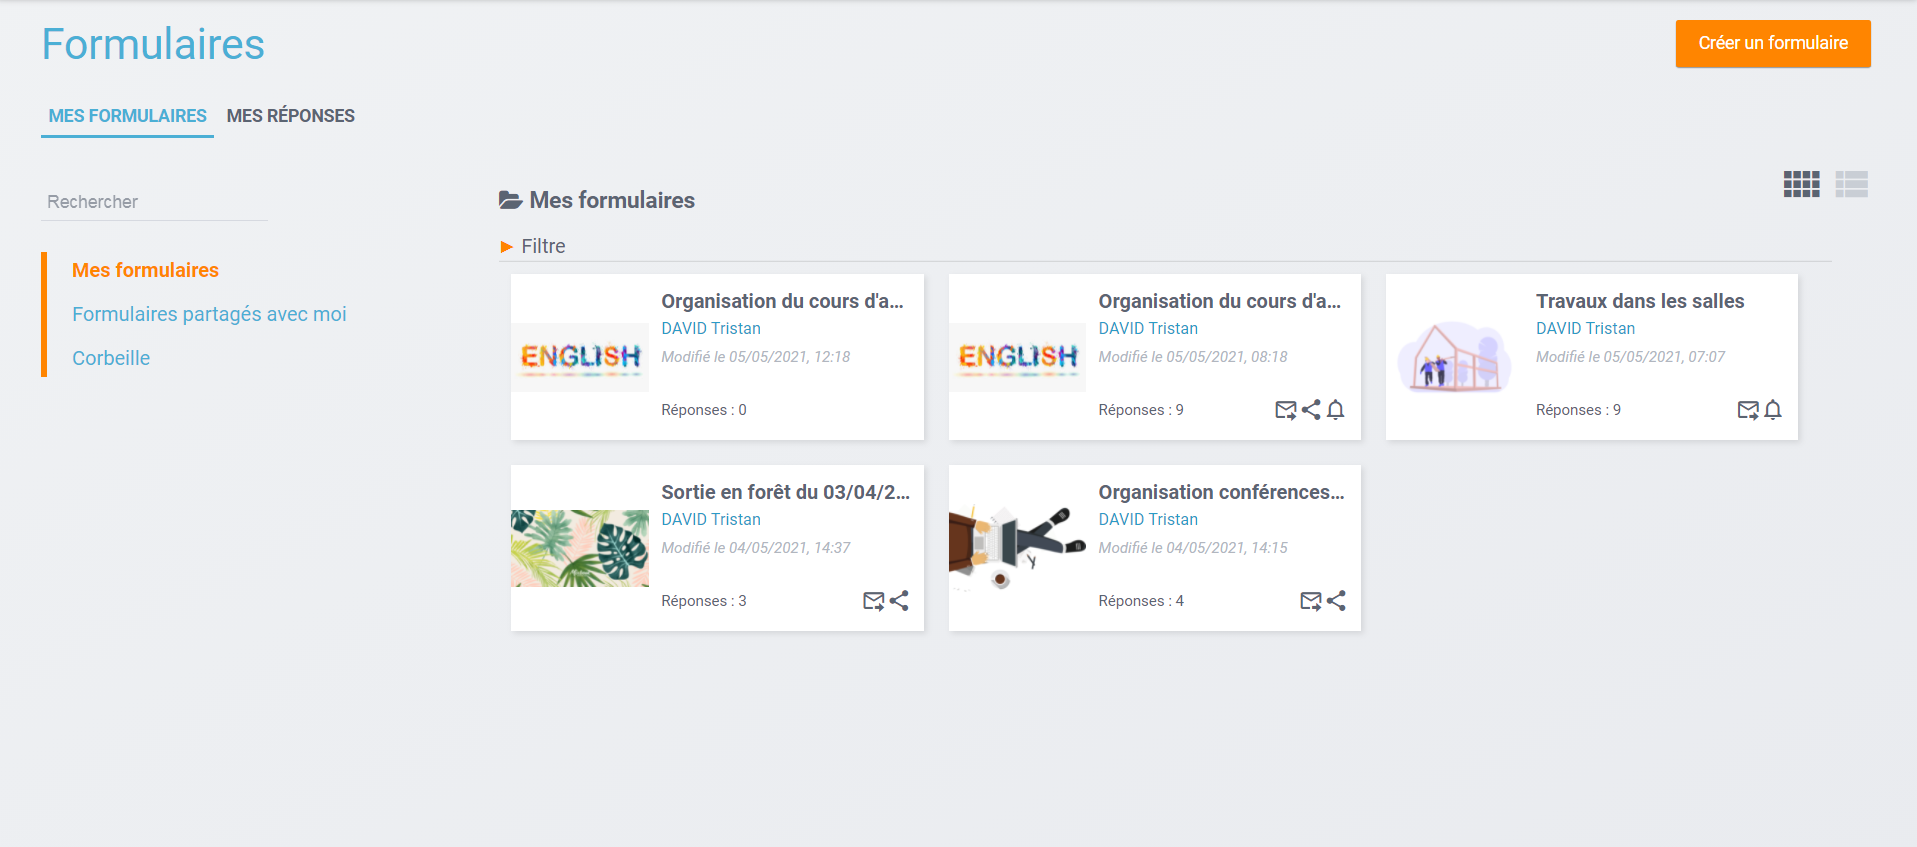 Formulaires
Créer un formulaire
MES FORMULAIRES
MES RÉPONSES
Rechercher
Mes formulaires
Formulaires partagés avec moi
Corbeille
Mes formulaires
Filtre
ENGLISH
Organisation du cours d'a...
DAVID Tristan
Modifié le 05/05/2021, 12:18
Réponses : 0
ENGLISH
Organisation du cours d'a...
DAVID Tristan
Modifié le 05/05/2021, 08:18
Réponses : 9
Travaux dans les salles
DAVID Tristan
Modifié le 05/05/2021, 07:07
Réponses : 9
Sortie en forêt du 03/04/2...
DAVID Tristan
Modifié le 04/05/2021, 14:37
Réponses : 3
Organisation conférences...
DAVID Tristan
Modifié le 04/05/2021, 14:15
Réponses : 4